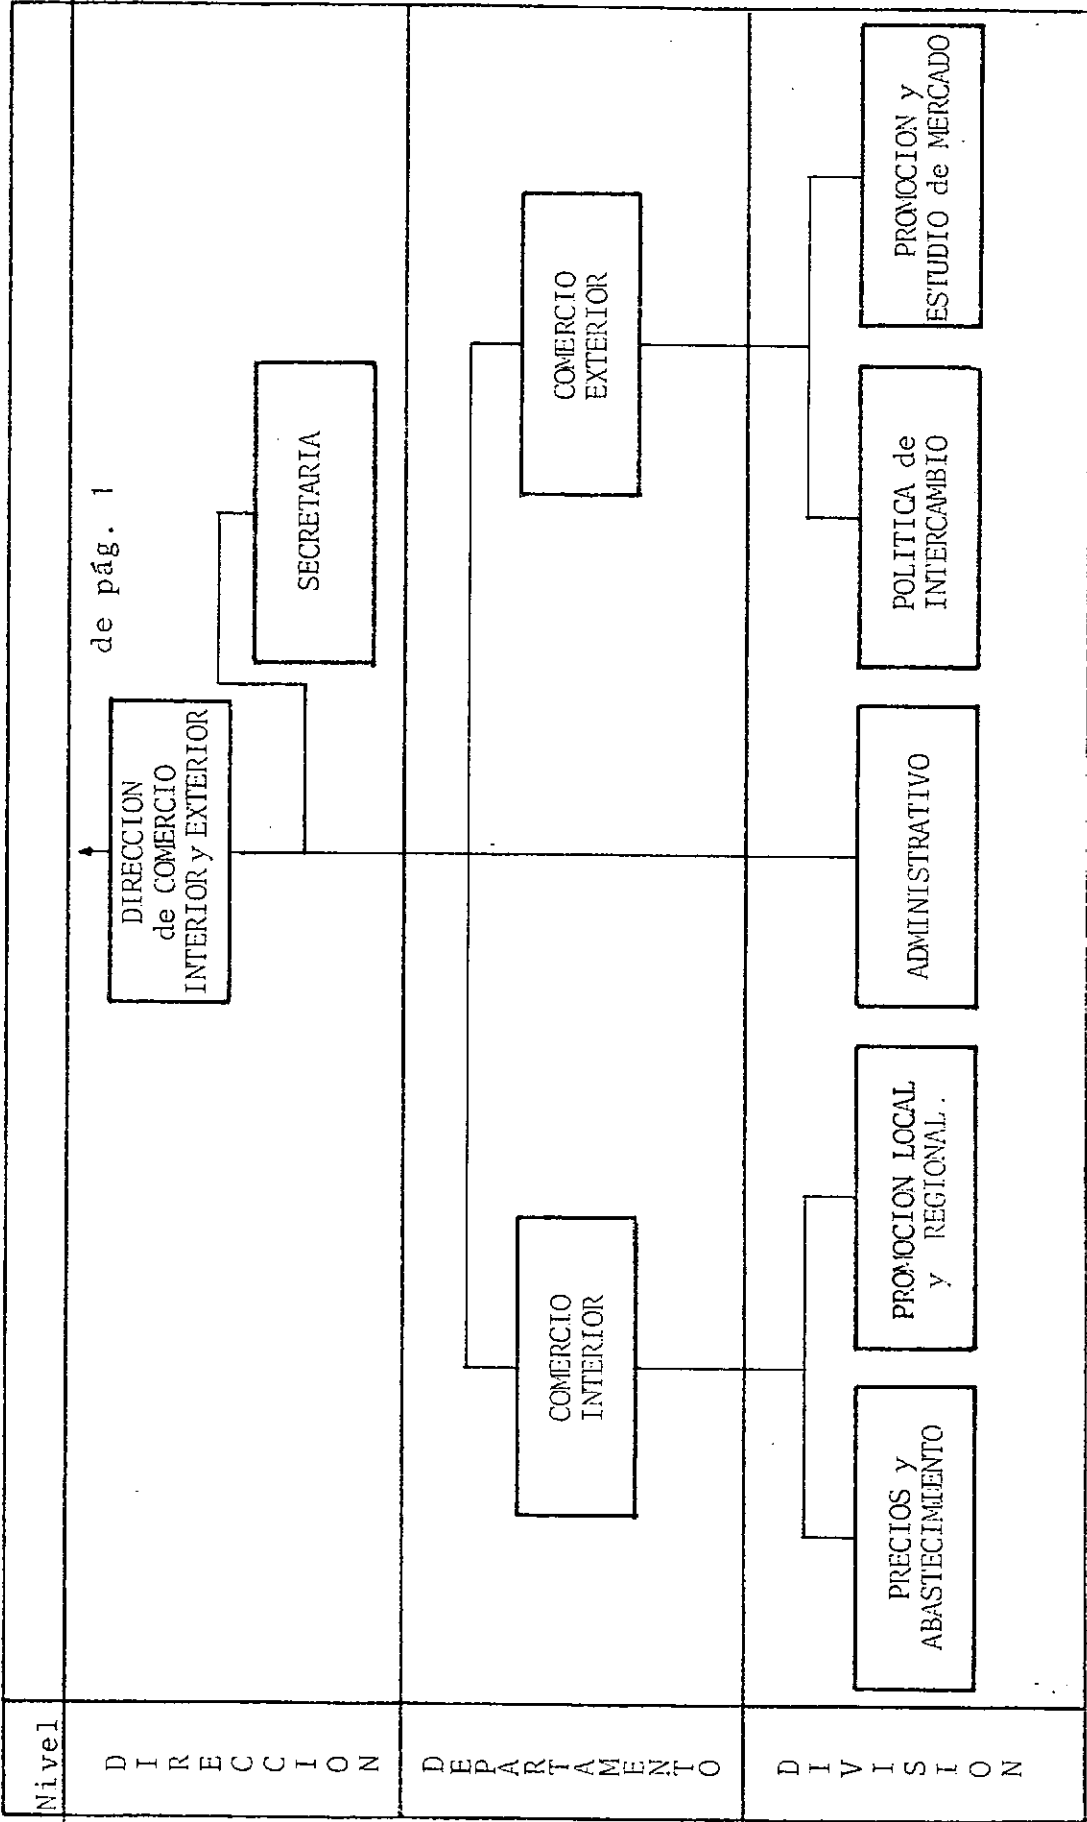 Nivel
DIRECCION
de pág. 1
DIRECCION
de COMERCIO
INTERIOR y EXTERIOR
SECRETARIA
DEPARTAMENTO
COMERCIO
INTERIOR
COMERCIO
EXTERIOR
DIVISION
PRECIOS y
ABASTECIMIENTO
PROMOCION LOCAL
y REGIONAL.
ADMINISTRATIVO
POLITICA de
INTERCAMBIO
PROMOCION y
ESTUDIO de MERCADO